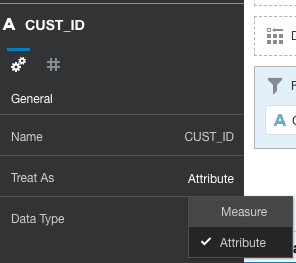 A CUST_ID
General
Name CUST_ID
Treat As Attribute
Data Type
Measure
Attribute
A